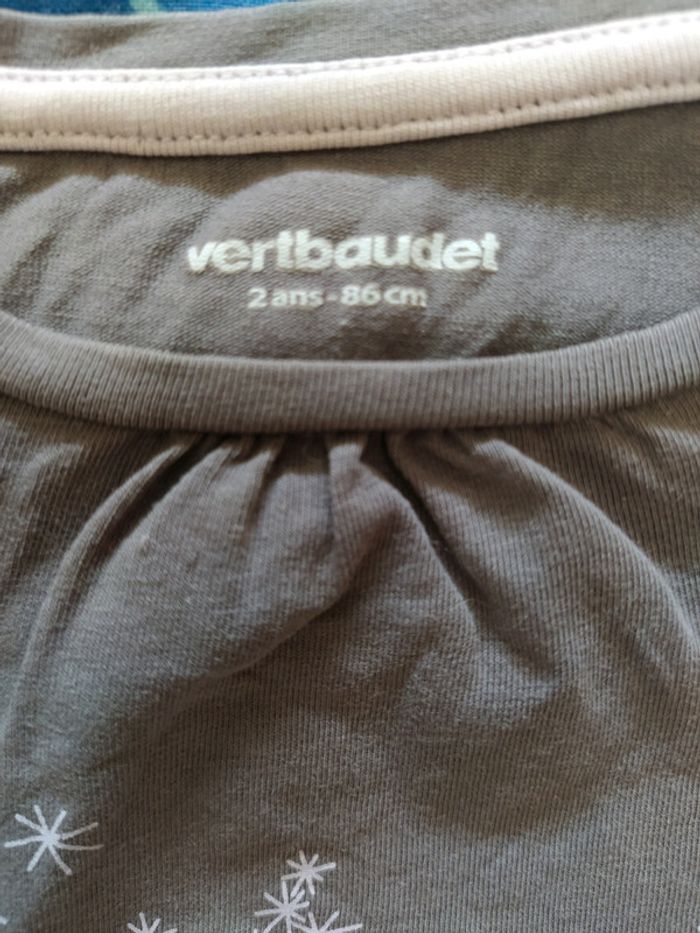 vertbaudet
2 ans - 86 cm